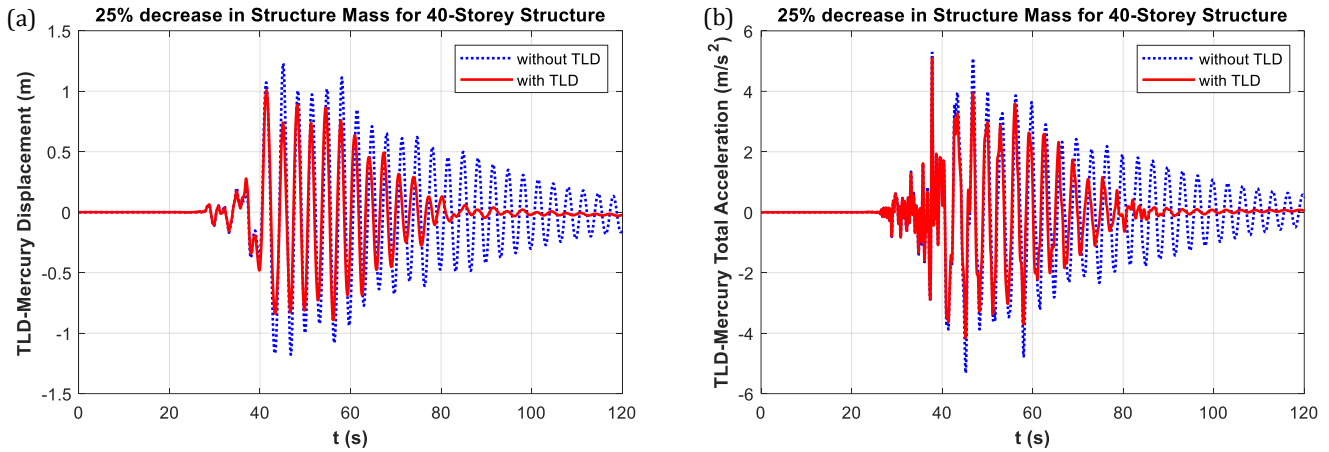 (a)
25% decrease in Structure Mass for 40-Storey Structure
TLD-Mercury Displacement (m)
1.5
1
0.5
0
-0.5
-1
-1.5
without TLD
with TLD
0 20 40 60 80 100 120
t (s)
(b)
25% decrease in Structure Mass for 40-Storey Structure
TLD-Mercury Total Acceleration (m/s²)
6
4
2
0
-2
-4
-6
without TLD
with TLD
0 20 40 60 80 100 120
t (s)